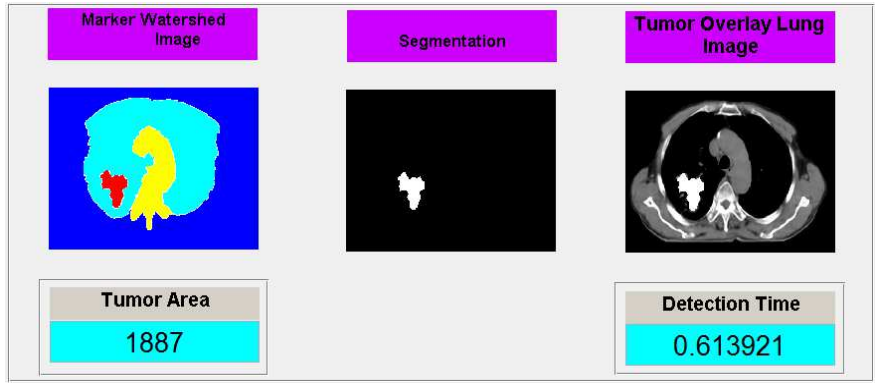 Marker Watershed
Image
Segmentation
Tumor Overlay Lung
Image
Tumor Area
1887
Detection Time
0.613921